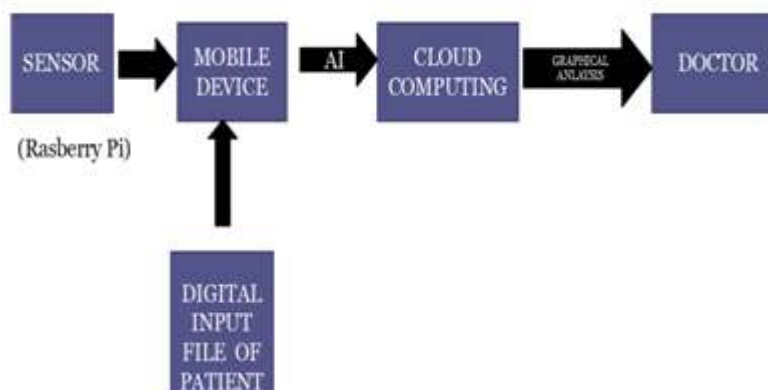 SENSOR
(Rasberry Pi)
MOBILE
DEVICE
AI
CLOUD
COMPUTING
GRAPHICAL
ANLAYSIS
DOCTOR
DIGITAL
INPUT
FILE OF
PATIENT